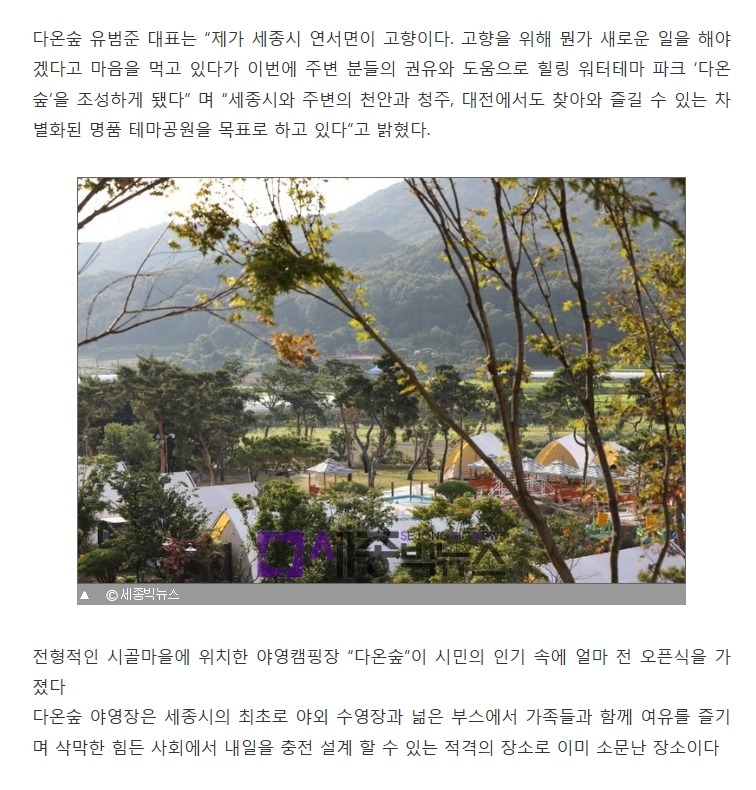 다온숲 유범준 대표는 “제가 세종시 연서면이 고향이다. 고향을 위해 뭔가 새로운 일을 해야
겠다고 마음을 먹고 있다가 이번에 주변 분들의 권유와 도움으로 힐링 워터테마 파크 ‘다온
숲’을 조성하게 됐다” 며 “세종시와 주변의 천안과 청주, 대전에서도 찾아와 즐길 수 있는 차
별화된 명품 테마공원을 목표로 하고 있다”고 밝혔다.
세종빅뉴스
▲ ©세종빅뉴스
전형적인 시골마을에 위치한 야영캠핑장 “다온숲”이 시민의 인기 속에 얼마 전 오픈식을 가
졌다
다온숲 야영장은 세종시의 최초로 야외 수영장과 넓은 부스에서 가족들과 함께 여유를 즐기
며 삭막한 힘든 사회에서 내일을 충전 설계 할 수 있는 적격의 장소로 이미 소문난 장소이다